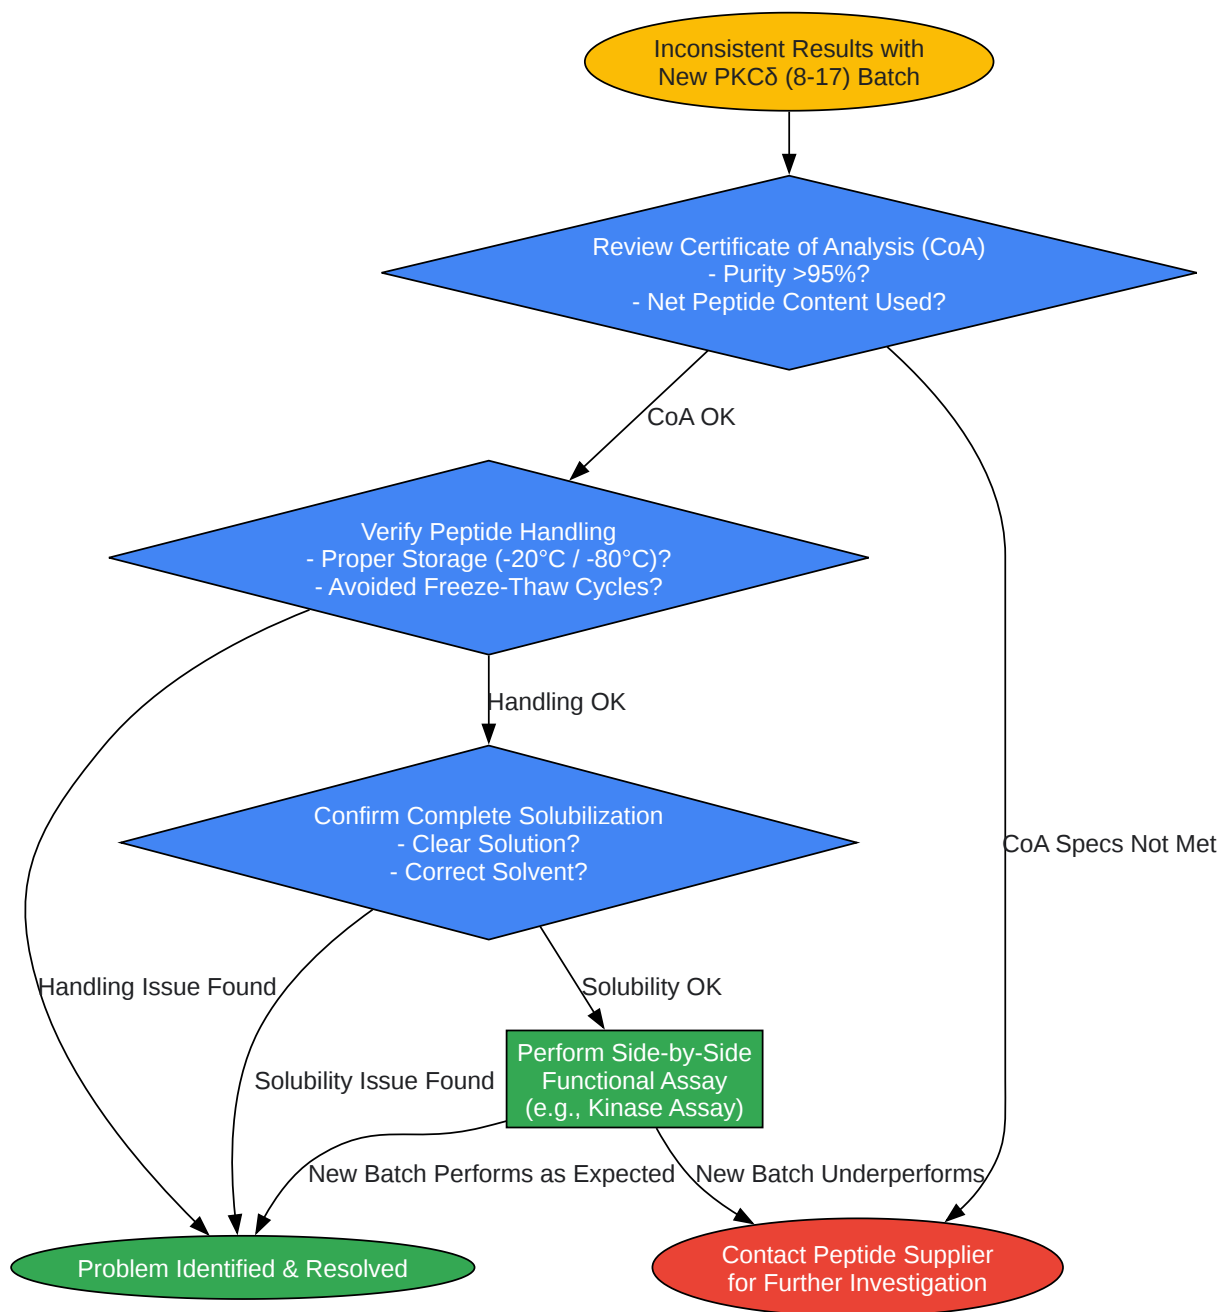 Inconsistent Results with
New PKCδ (8-17) Batch
Review Certificate of Analysis (CoA)
- Purity >95%?
- Net Peptide Content Used?
CoA OK
Verify Peptide Handling
- Proper Storage (-20°C / -80°C)?
- Avoided Freeze-Thaw Cycles?
Handling OK
Confirm Complete Solubilization
- Clear Solution?
- Correct Solvent?
CoA Specs Not Met
Handling Issue Found
Solubility OK
Perform Side-by-Side
Functional Assay
(e.g., Kinase Assay)
Solubility Issue Found
New Batch Performs as Expected
New Batch Underperforms
Problem Identified & Resolved
Contact Peptide Supplier
for Further Investigation